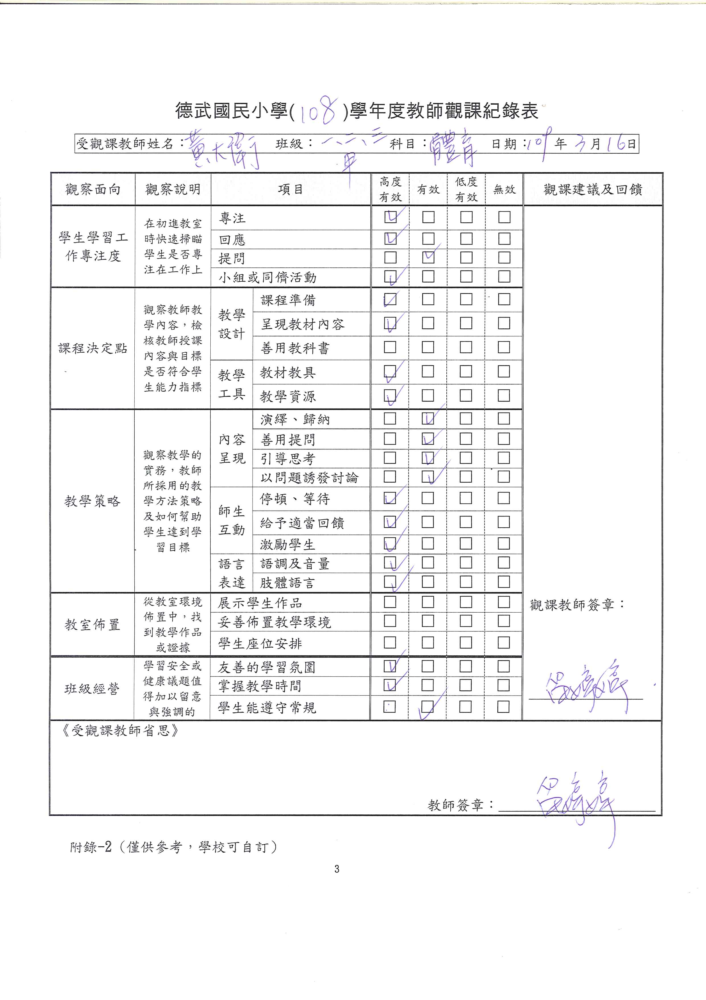 德武國民小學(108)學年度教師觀課紀錄表
受觀課教師姓名：黃大衛 班級：一、二、三甲 科目：體育 日期：109年3月16日
觀察面向 觀察說明 項目 高度有效 有效 低度有效 無效 觀課建議及回饋
學生學習工作專注度
在初進教室時快速掃瞄學生是否專注在工作上
專注 ☑ □ □ □
回應 ☑ □ □ □
提問 □ ☑ □ □
小組或同儕活動 ☑ □ □ □
課程決定點
觀察教師教學內容，檢核教師授課內容與目標是否符合學生能力指標
教學設計
課程準備 ☑ □ □ □
呈現教材內容 ☑ □ □ □
善用教科書 □ □ □ □
教學工具
教材教具 ☑ □ □ □
教學資源 ☑ □ □ □
教學策略
觀察教學的實務，教師所採用的教學方法策略及如何幫助學生達到學習目標
內容呈現
演繹、歸納 □ ☑ □ □
善用提問 □ ☑ □ □
引導思考 □ ☑ □ □
以問題誘發討論 □ ☑ □ □
師生互動
停頓、等待 ☑ □ □ □
給予適當回饋 ☑ □ □ □
激勵學生 ☑ □ □ □
語言表達
語調及音量 ☑ □ □ □
肢體語言 ☑ □ □ □
教室佈置
從教室環境佈置中，找到教學作品或證據
展示學生作品 □ □ □ □
妥善佈置教學環境 □ □ □ □
學生座位安排 □ □ □ □
班級經營
學習安全或健康議題值得加以留意與強調的
友善的學習氛圍 ☑ □ □ □
掌握教學時間 ☑ □ □ □
學生能遵守常規 □ ☑ □ □
觀課教師簽章：
《受觀課教師省思》
教師簽章：
附錄-2（僅供參考，學校可自訂）
3